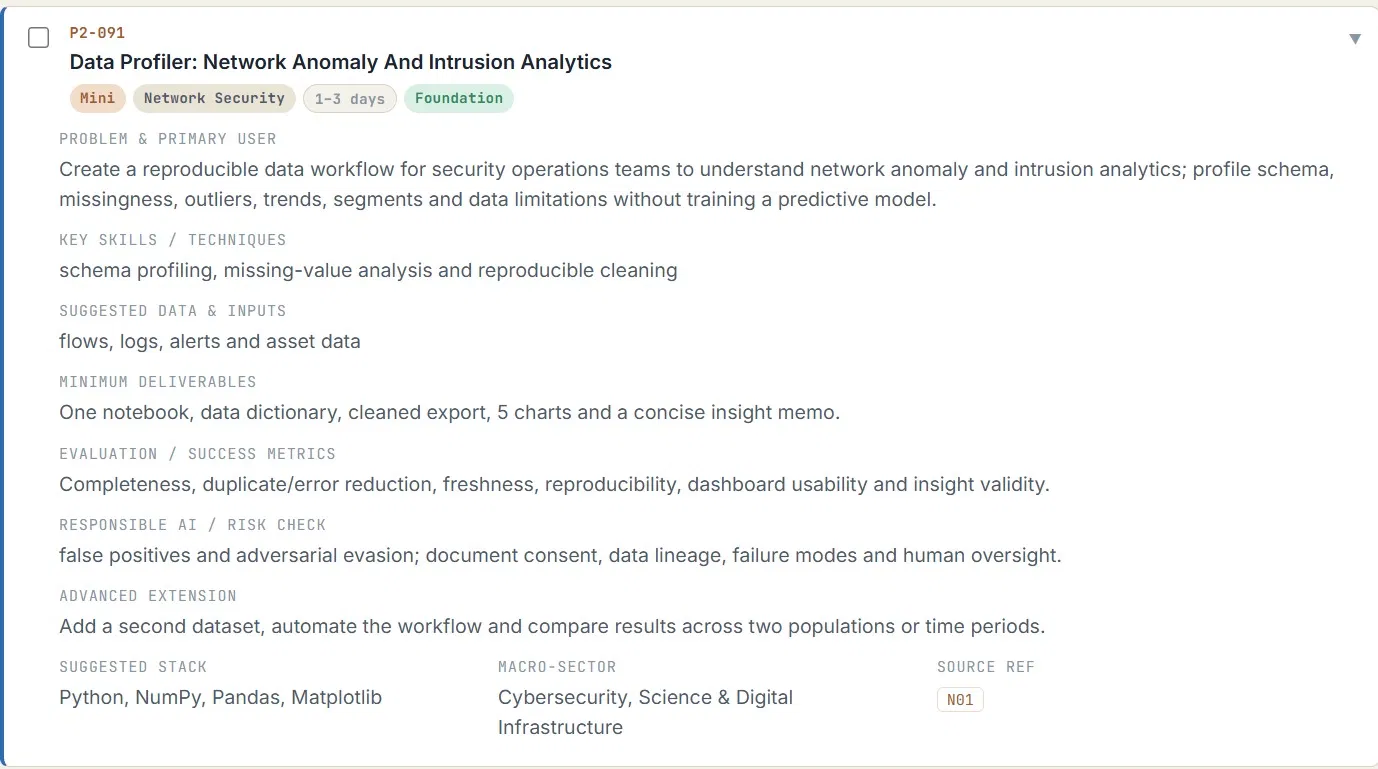 P2-091
Data Profiler: Network Anomaly And Intrusion Analytics
Mini Network Security 1–3 days Foundation
PROBLEM & PRIMARY USER
Create a reproducible data workflow for security operations teams to understand network anomaly and intrusion analytics; profile schema,
missingness, outliers, trends, segments and data limitations without training a predictive model.
KEY SKILLS / TECHNIQUES
schema profiling, missing-value analysis and reproducible cleaning
SUGGESTED DATA & INPUTS
flows, logs, alerts and asset data
MINIMUM DELIVERABLES
One notebook, data dictionary, cleaned export, 5 charts and a concise insight memo.
EVALUATION / SUCCESS METRICS
Completeness, duplicate/error reduction, freshness, reproducibility, dashboard usability and insight validity.
RESPONSIBLE AI / RISK CHECK
false positives and adversarial evasion; document consent, data lineage, failure modes and human oversight.
ADVANCED EXTENSION
Add a second dataset, automate the workflow and compare results across two populations or time periods.
SUGGESTED STACK
Python, NumPy, Pandas, Matplotlib
MACRO-SECTOR
Cybersecurity, Science & Digital
Infrastructure
SOURCE REF
N01